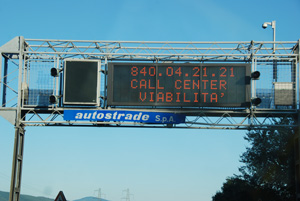 840.04.21.21
CALL CENTER
VIABILITA'
autostrade S.p.A.